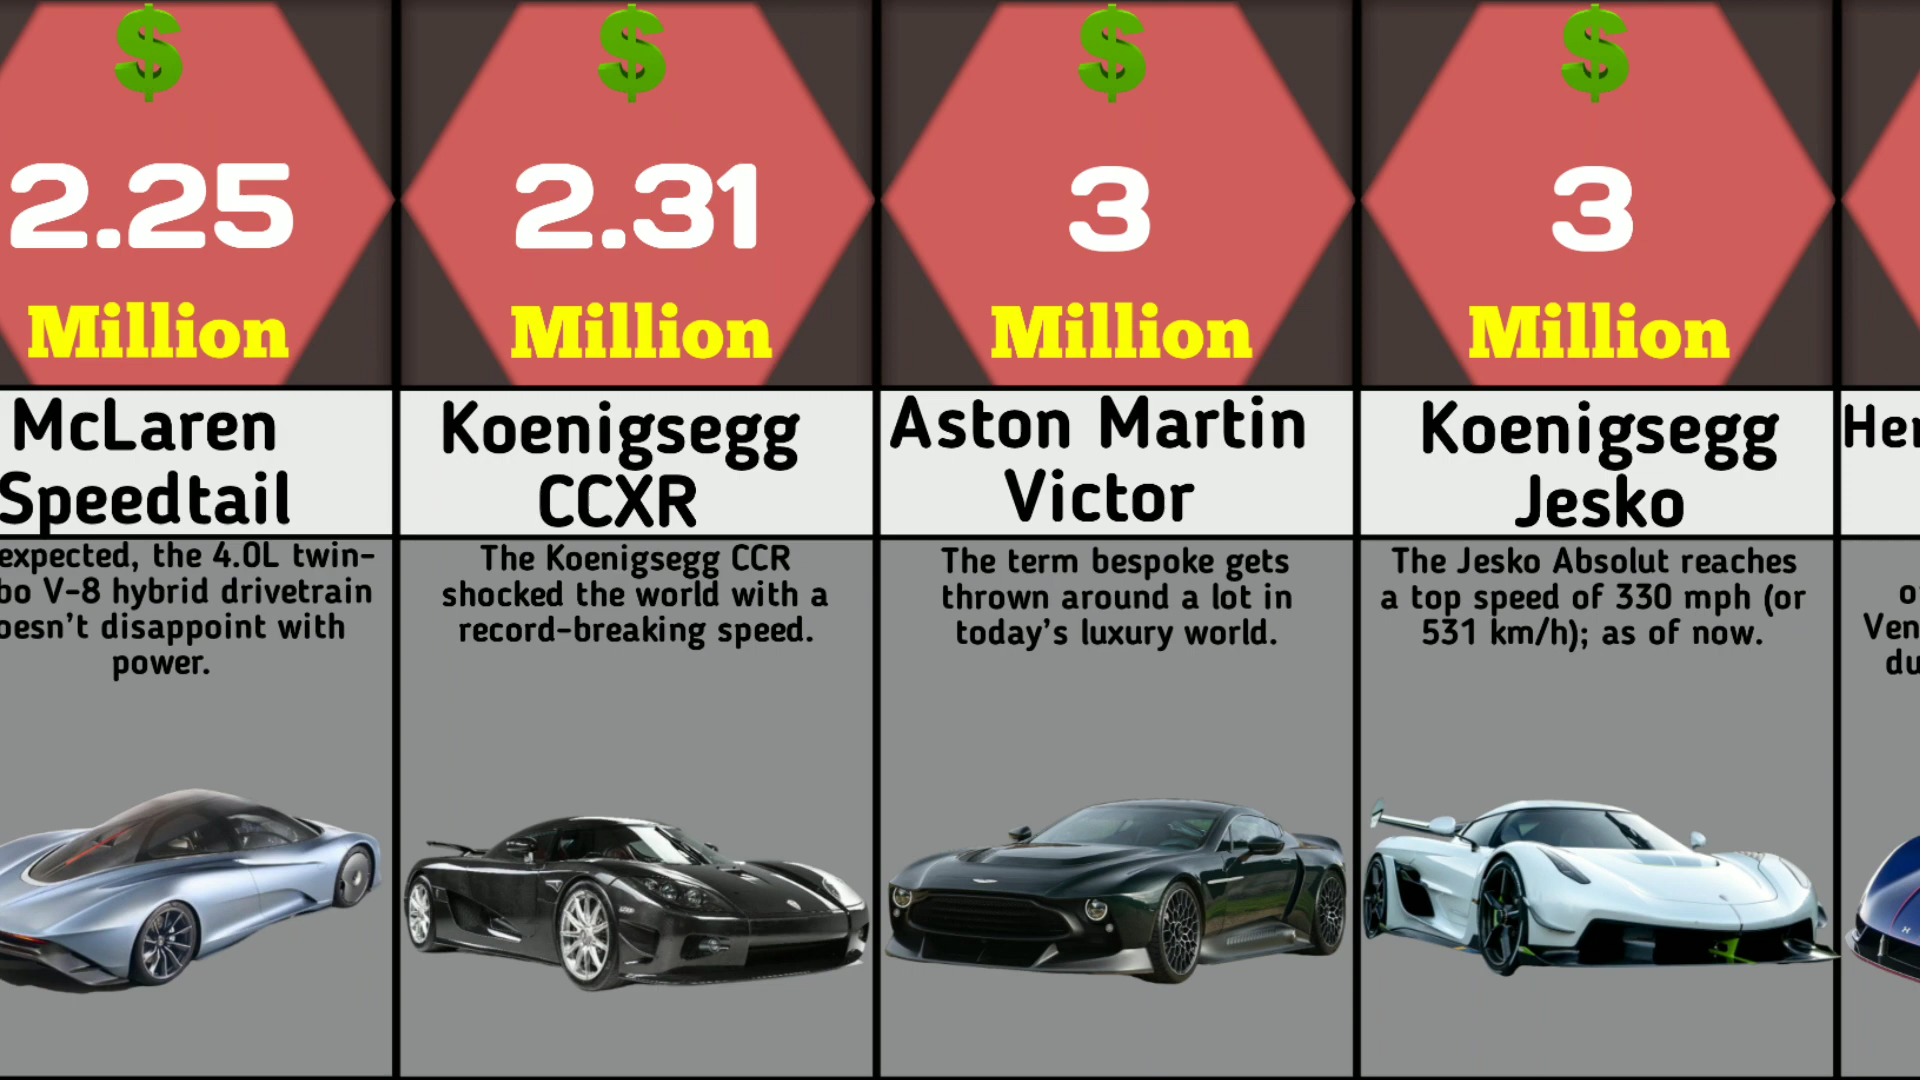 $
2.25
Million
McLaren
Speedtail
expected, the 4.0L twin-
bo V-8 hybrid drivetrain
oesn't disappoint with
power.
$
2.31
Million
Koenigsegg
CCXR
The Koenigsegg CCR
shocked the world with a
record-breaking speed.
$
3
Million
Aston Martin
Victor
The term bespoke gets
thrown around a lot in
today's luxury world.
$
3
Million
Koenigsegg
Jesko
The Jesko Absolut reaches
a top speed of 330 mph (or
531 km/h); as of now.
Hen
o
Ven
du